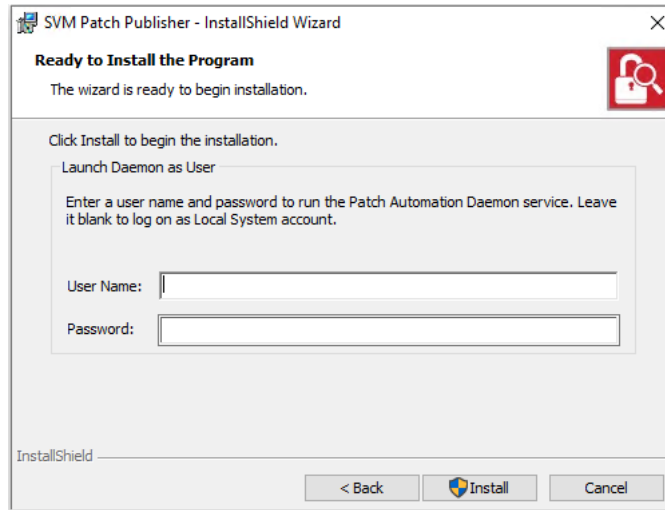 SVM Patch Publisher - InstallShield Wizard
Ready to Install the Program
The wizard is ready to begin installation.
Click Install to begin the installation.
Launch Daemon as User
Enter a user name and password to run the Patch Automation Daemon service. Leave
it blank to log on as Local System account.
User Name:
Password:
InstallShield
< Back Install Cancel